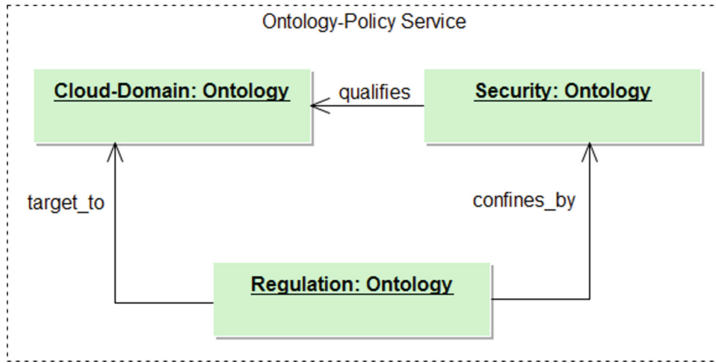 Ontology-Policy Service
Cloud-Domain: Ontology
qualifies
Security: Ontology
target_to
confines_by
Regulation: Ontology